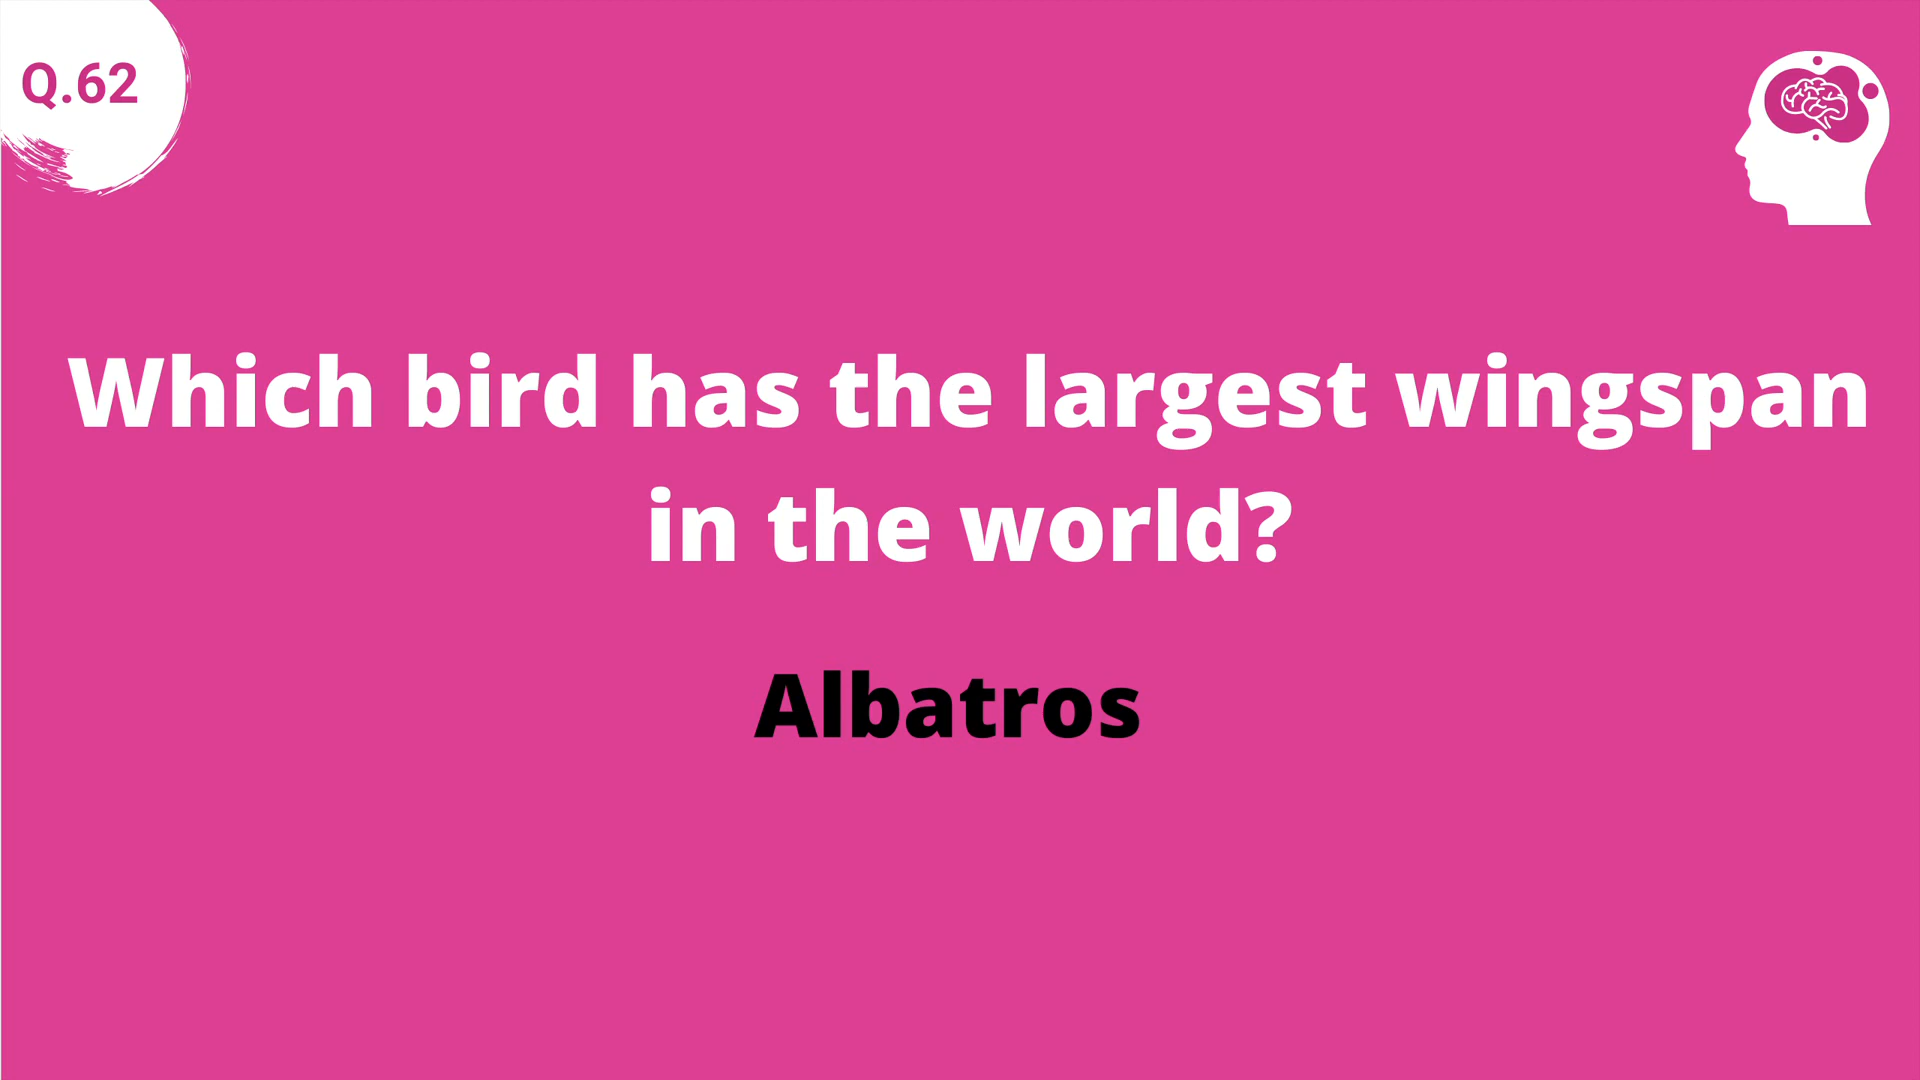 Q.62
Which bird has the largest wingspan
in the world?
Albatros